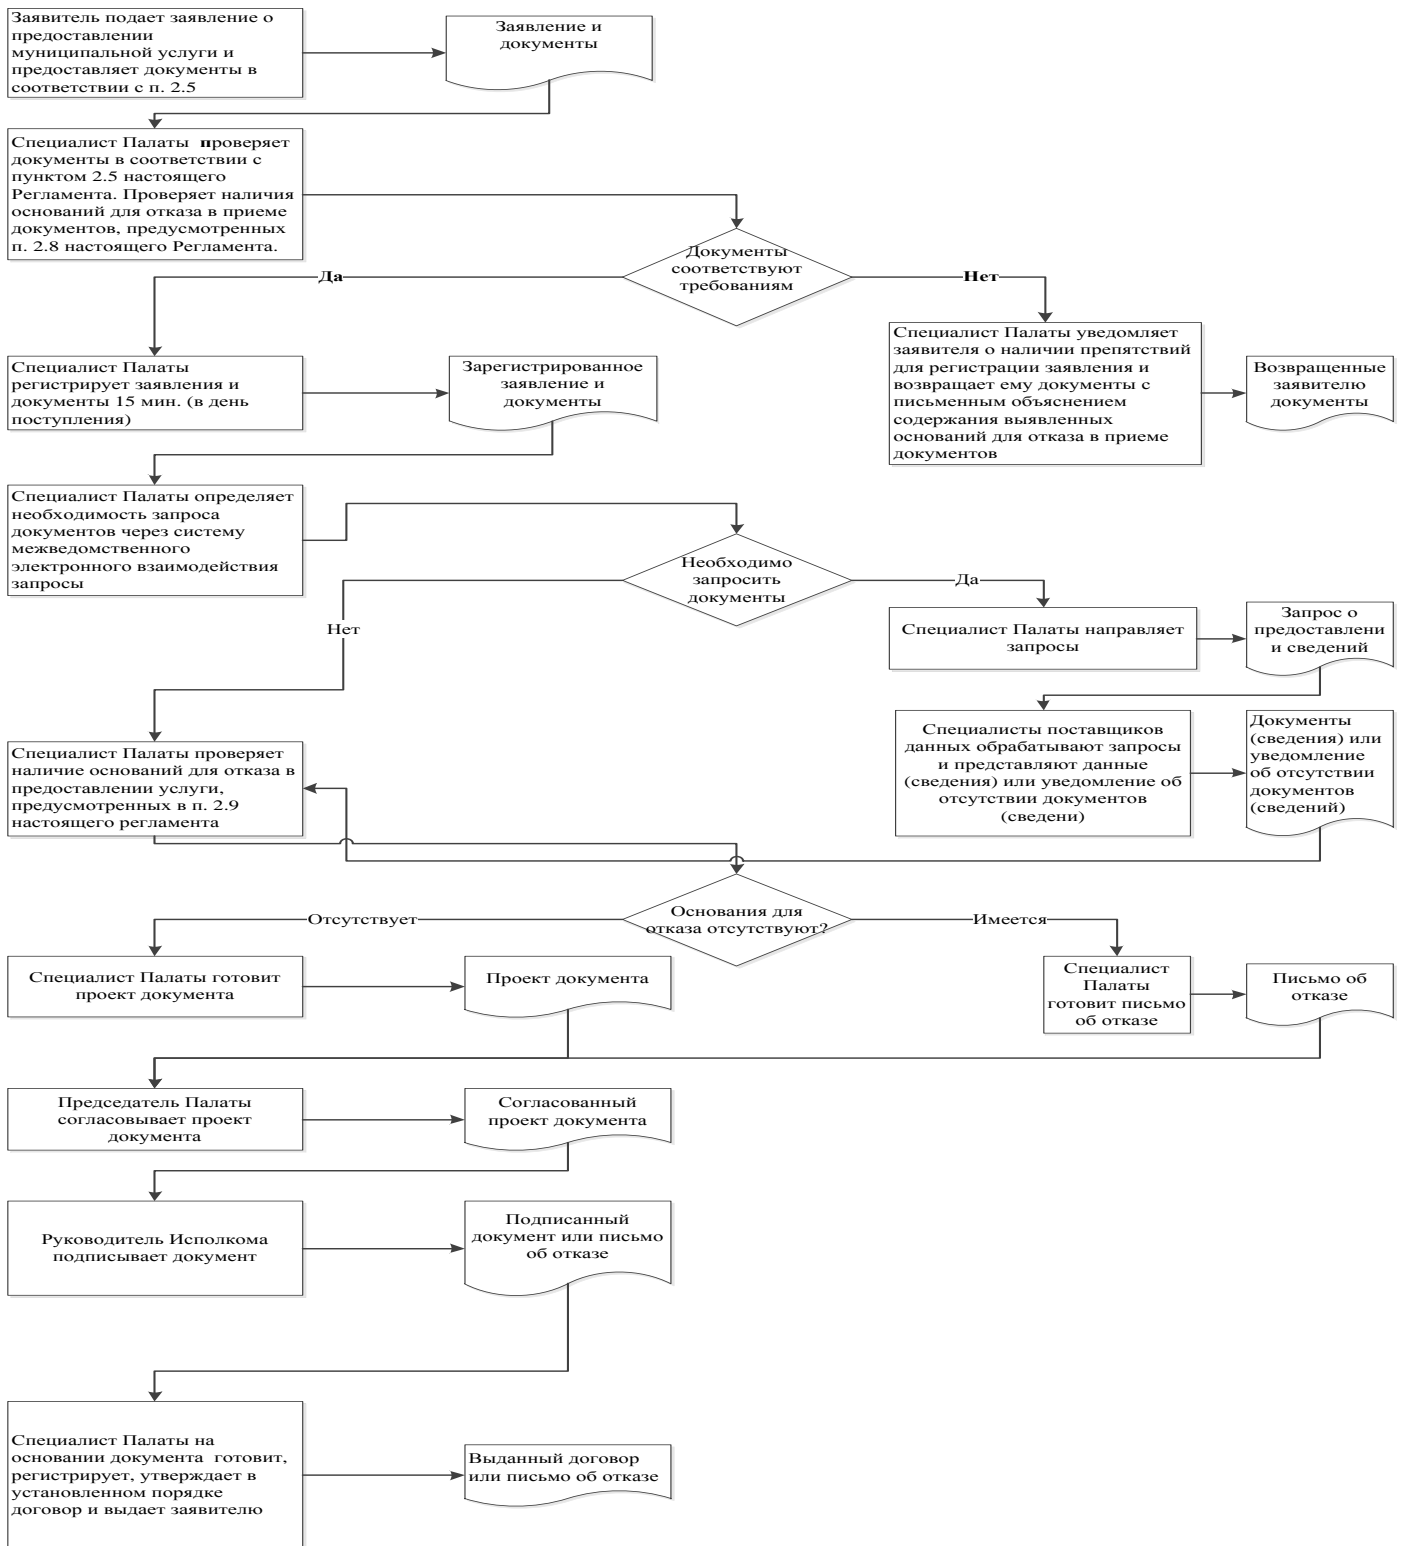 Заявитель подает заявление о
предоставлении
муниципальной услуги и
предоставляет документы в
соответствии с п. 2.5
Заявление и
документы
Специалист Палаты  проверяет
документы в соответствии с
пунктом 2.5 настоящего
Регламента. Проверяет наличия
оснований для отказа в приеме
документов, предусмотренных
п. 2.8 настоящего Регламента.
Документы
соответствуют
требованиям
Да
Нет
Специалист Палаты
регистрирует заявления и
документы 15 мин. (в день
поступления)
Зарегистрированное
заявление и
документы
Специалист Палаты уведомляет
заявителя о наличии препятствий
для регистрации заявления и
возвращает ему документы с
письменным объяснением
содержания выявленных
оснований для отказа в приеме
документов
Возвращенные
заявителю
документы
Специалист Палаты определяет
необходимость запроса
документов через систему
межведомственного
электронного взаимодействия
запросы
Необходимо
запросить
документы
Да
Нет
Специалист Палаты направляет
запросы
Запрос о
предоставлени
и сведений
Специалисты поставщиков
данных обрабатывают запросы
и представляют данные
(сведения) или уведомление об
отсутствии документов
(сведени)
Документы
(сведения) или
уведомление
об отсутствии
документов
(сведений)
Специалист Палаты проверяет
наличие оснований для отказа в
предоставлении услуги,
предусмотренных в п. 2.9
настоящего регламента
Основания для
отказа отсутствуют?
Отсутствует
Имеется
Специалист Палаты готовит
проект документа
Проект документа
Специалист
Палаты
готовит письмо
об отказе
Письмо об
отказе
Председатель Палаты
согласовывает проект
документа
Согласованный
проект документа
Руководитель Исполкома
подписывает документ
Подписанный
документ или письмо
об отказе
Специалист Палаты на
основании документа  готовит,
регистрирует, утверждает в
установленном порядке
договор и выдает заявителю
Выданный договор
или письмо об отказе